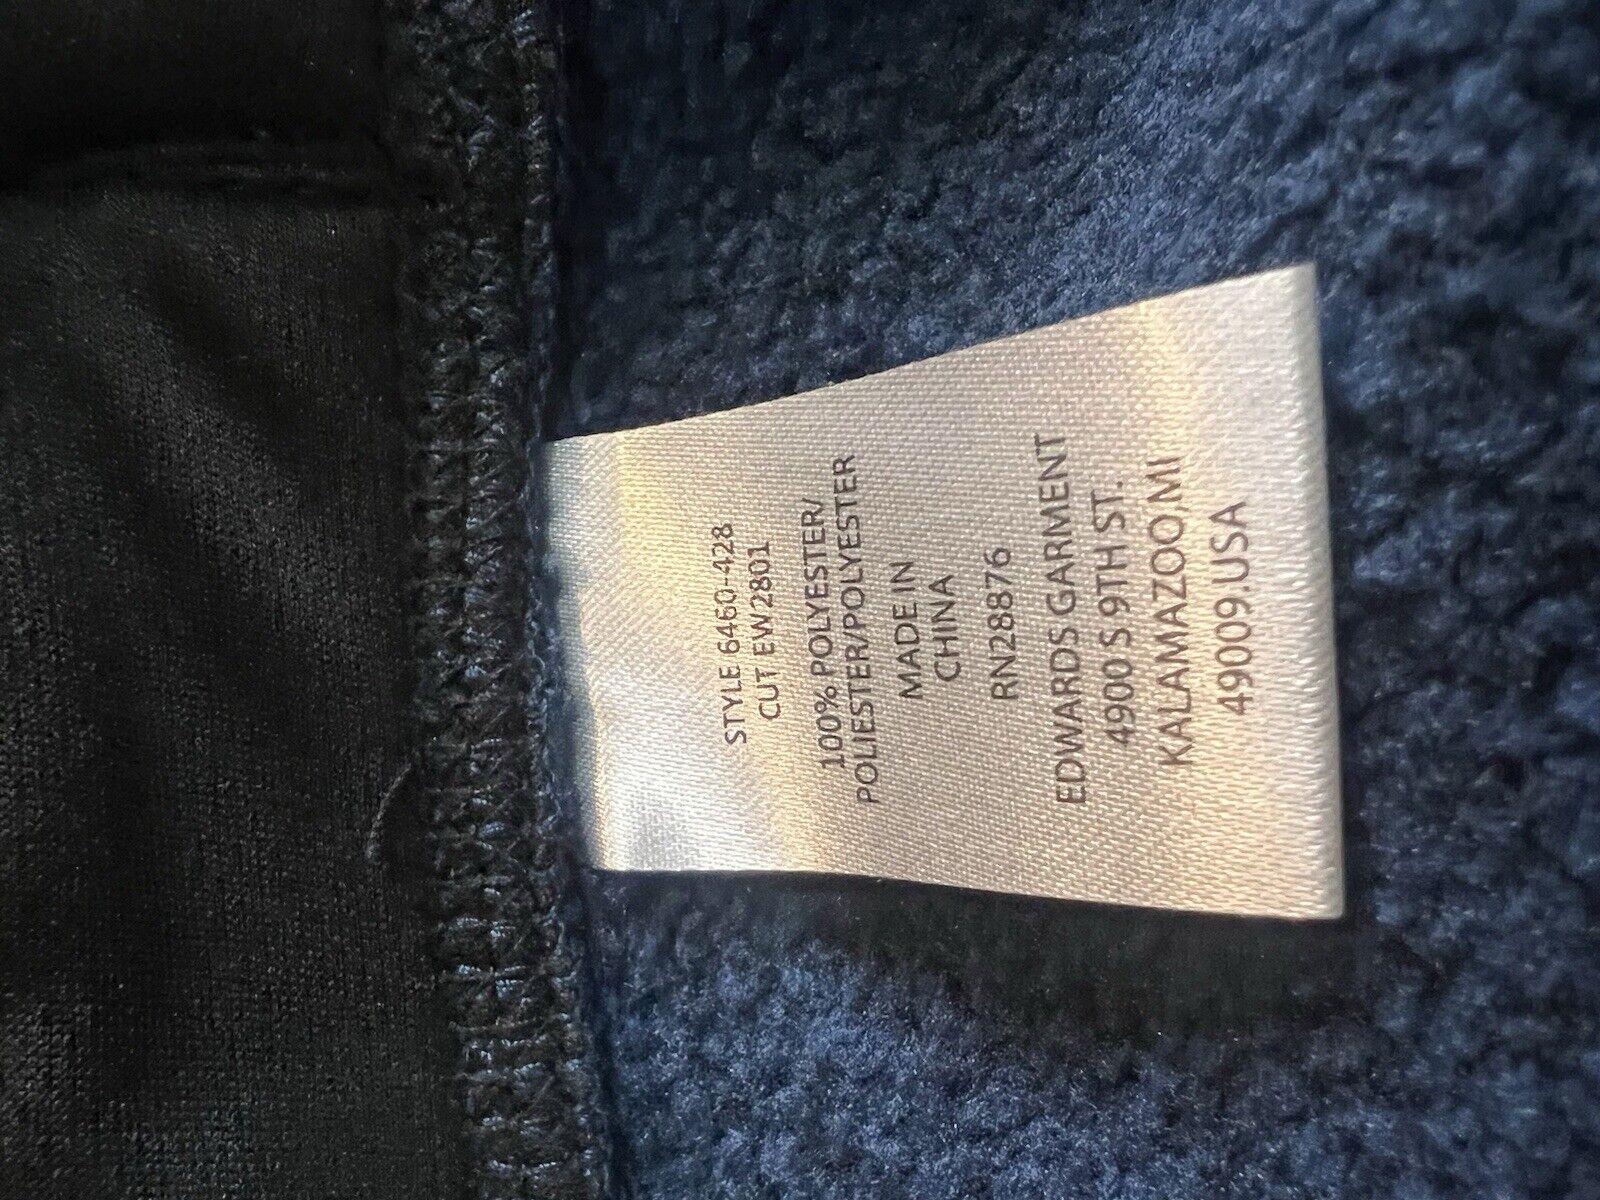 STYLE 6460-428
CUT EW2801
100% POLYESTER/
POLIESTER/POLYESTER
MADE IN
CHINA
RN28876
EDWARDS GARMENT
4900 S 9TH ST.
KALAMAZOO,MI
49009.USA